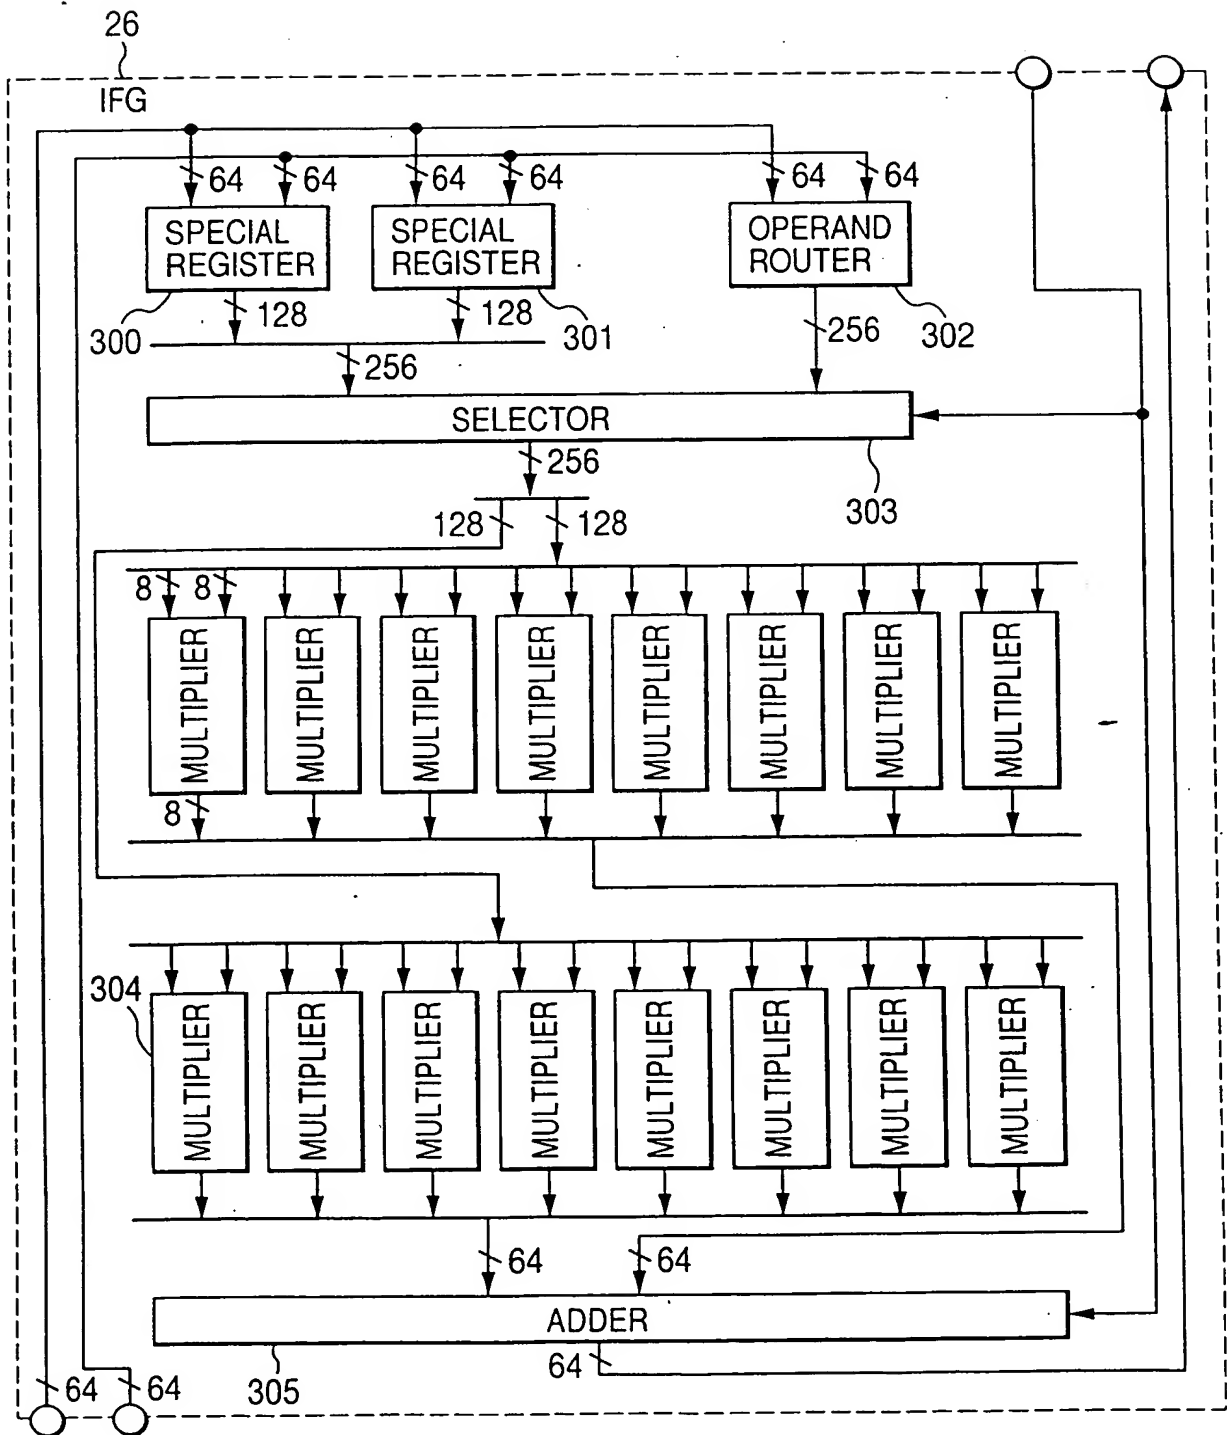 26
IFG
64 64 64 64 64 64
SPECIAL REGISTER
SPECIAL REGISTER
OPERAND ROUTER
300 128 128 301 256 302
256
SELECTOR
256
303
128 128
8 8
MULTIPLIER MULTIPLIER MULTIPLIER MULTIPLIER MULTIPLIER MULTIPLIER MULTIPLIER MULTIPLIER
8
304
MULTIPLIER MULTIPLIER MULTIPLIER MULTIPLIER MULTIPLIER MULTIPLIER MULTIPLIER MULTIPLIER
64 64
ADDER
64
305
64 64